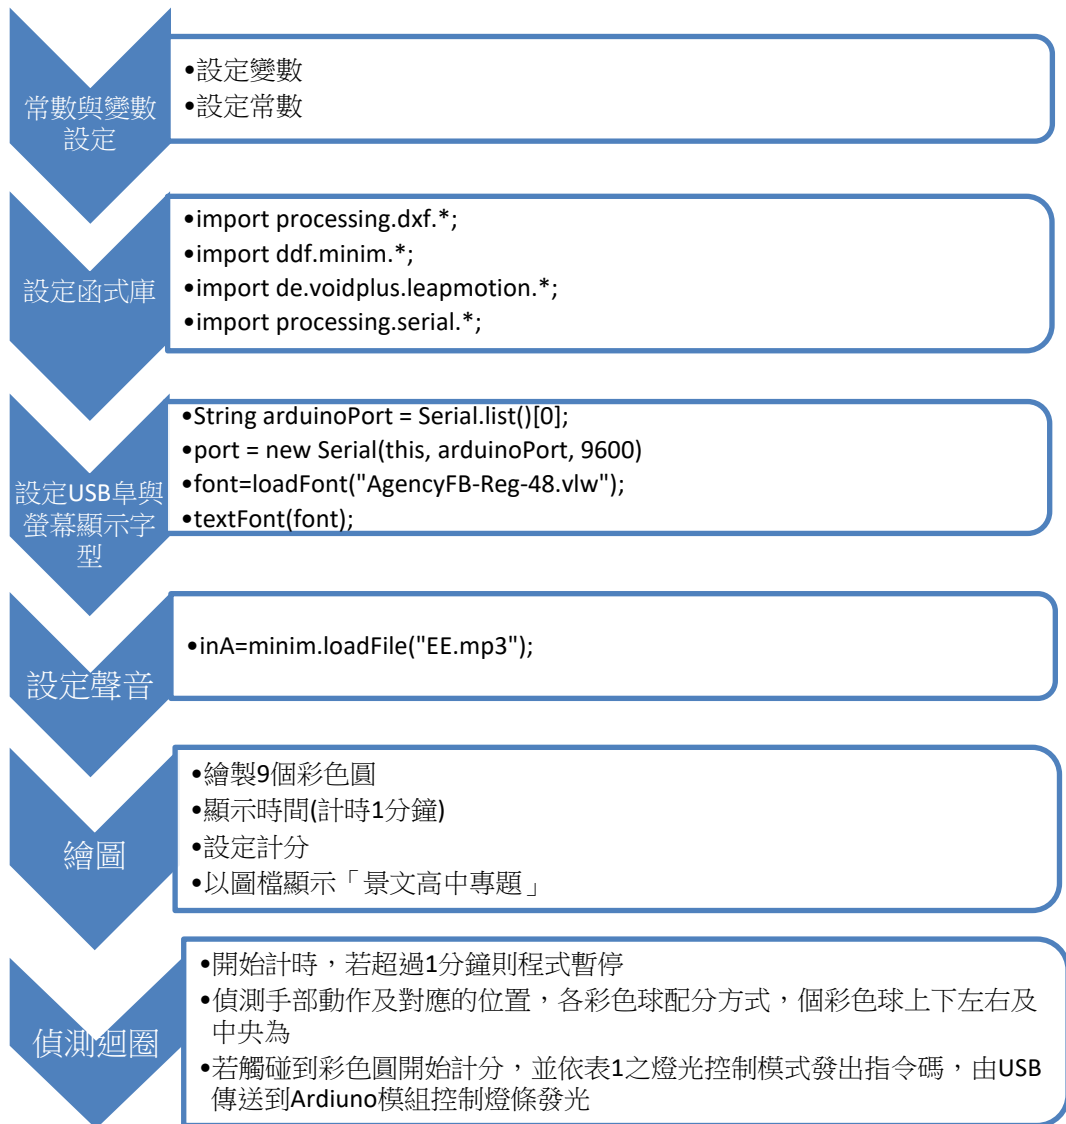 常數與變數
設定
•設定變數
•設定常數
設定函式庫
•import processing.dxf.*;
•import ddf.minim.*;
•import de.voidplus.leapmotion.*;
•import processing.serial.*;
設定USB阜與
螢幕顯示字
型
•String arduinoPort = Serial.list()[0];
•port = new Serial(this, arduinoPort, 9600)
•font=loadFont("AgencyFB-Reg-48.vlw");
•textFont(font);
設定聲音
•inA=minim.loadFile("EE.mp3");
繪圖
•繪製9個彩色圓
•顯示時間(計時1分鐘)
•設定計分
•以圖檔顯示「景文高中專題」
偵測迴圈
•開始計時，若超過1分鐘則程式暫停
•偵測手部動作及對應的位置，各彩色球配分方式，個彩色球上下左右及
中央為
•若觸碰到彩色圓開始計分，並依表1之燈光控制模式發出指令碼，由USB
傳送到Ardiuno模組控制燈條發光